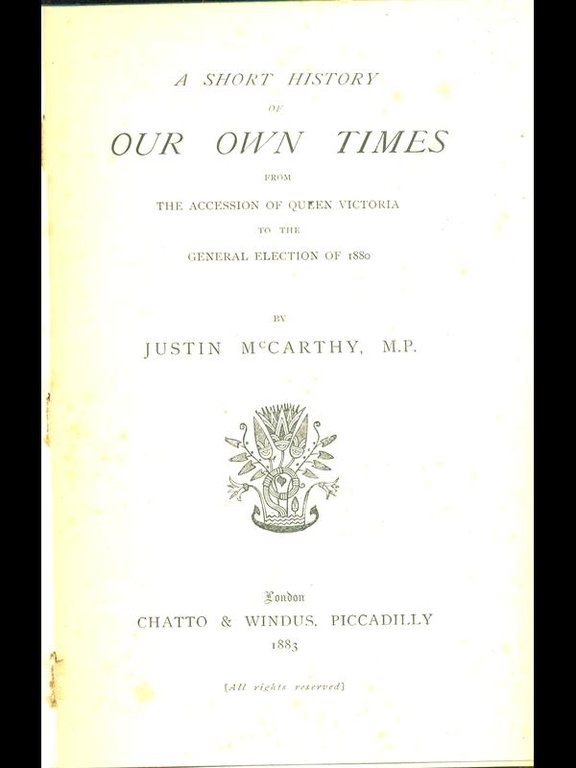 A SHORT HISTORY
OF
OUR OWN TIMES
FROM
THE ACCESSION OF QUEEN VICTORIA
TO THE
GENERAL ELECTION OF 1880
BY
JUSTIN McCARTHY, M.P.
London
CHATTO & WINDUS, PICCADILLY
1883
[All rights reserved]